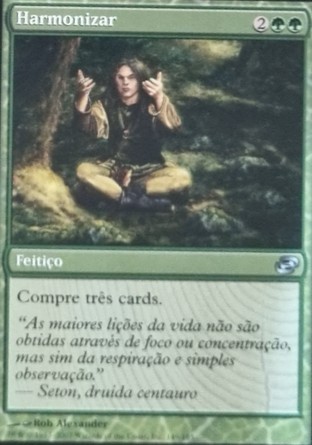 Harmonizar 2
Feitiço
Compre três cards.
"As maiores lições da vida não são
obtidas através de foco ou concentração,
mas sim da respiração e simples
observação."
— Seton, druida centauro
Rob Alexander